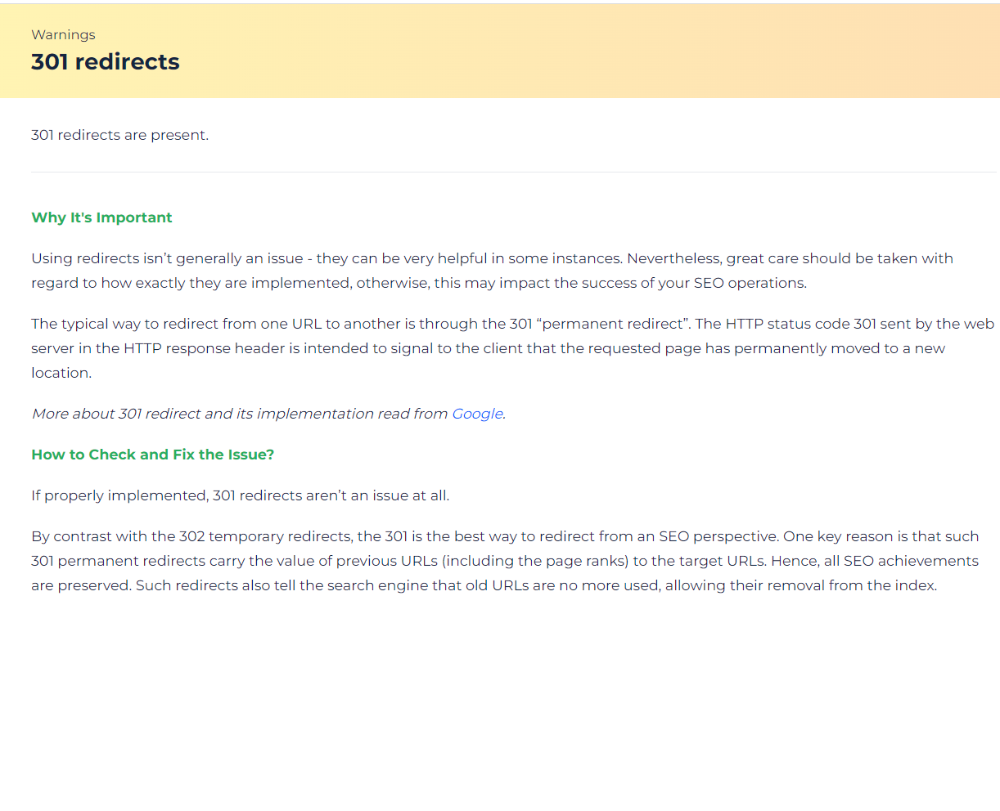 Warnings
301 redirects
301 redirects are present.
Why It's Important
Using redirects isn’t generally an issue - they can be very helpful in some instances. Nevertheless, great care should be taken with
regard to how exactly they are implemented, otherwise, this may impact the success of your SEO operations.
The typical way to redirect from one URL to another is through the 301 “permanent redirect”. The HTTP status code 301 sent by the web
server in the HTTP response header is intended to signal to the client that the requested page has permanently moved to a new
location.
More about 301 redirect and its implementation read from Google.
How to Check and Fix the Issue?
If properly implemented, 301 redirects aren’t an issue at all.
By contrast with the 302 temporary redirects, the 301 is the best way to redirect from an SEO perspective. One key reason is that such
301 permanent redirects carry the value of previous URLs (including the page ranks) to the target URLs. Hence, all SEO achievements
are preserved. Such redirects also tell the search engine that old URLs are no more used, allowing their removal from the index.